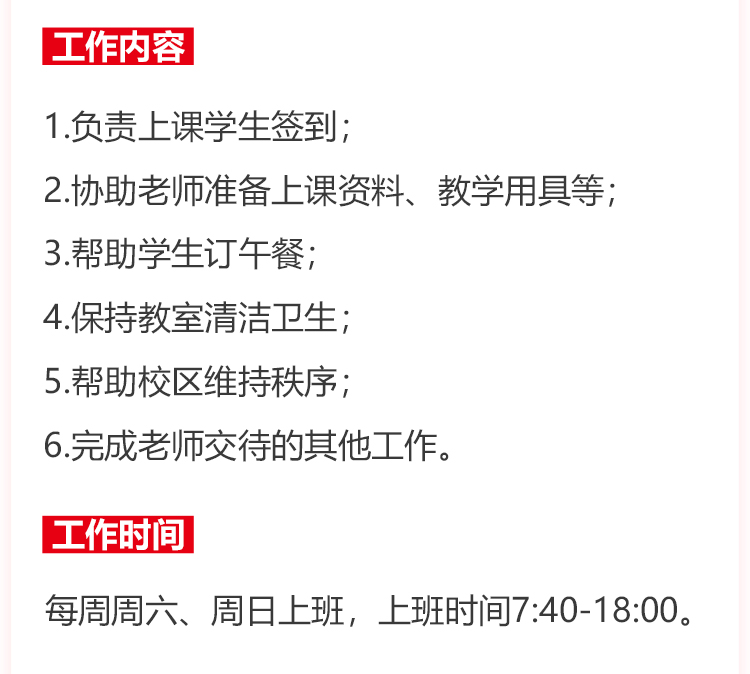 工作内容
1.负责上课学生签到；
2.协助老师准备上课资料、教学用具等；
3.帮助学生订午餐；
4.保持教室清洁卫生；
5.帮助校区维持秩序；
6.完成老师交待的其他工作。
工作时间
每周周六、周日上班，上班时间7:40-18:00。